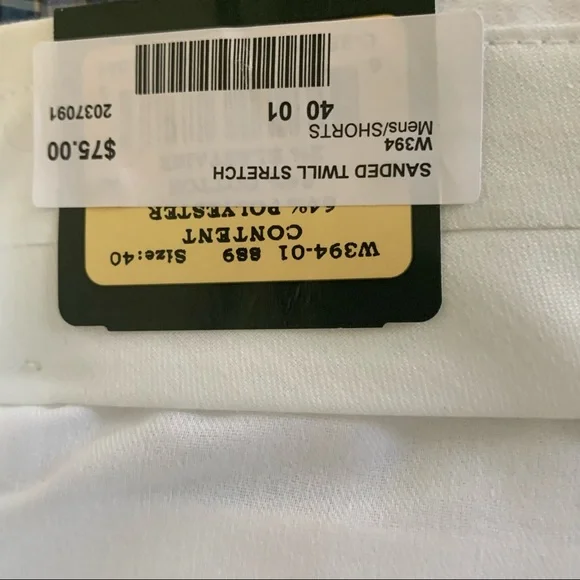 SANDED TWILL STRETCH
W394
Mens/SHORTS
40 01
$75.00
2037091
W394-01 889 Size:40
CONTENT
64% POLYESTER